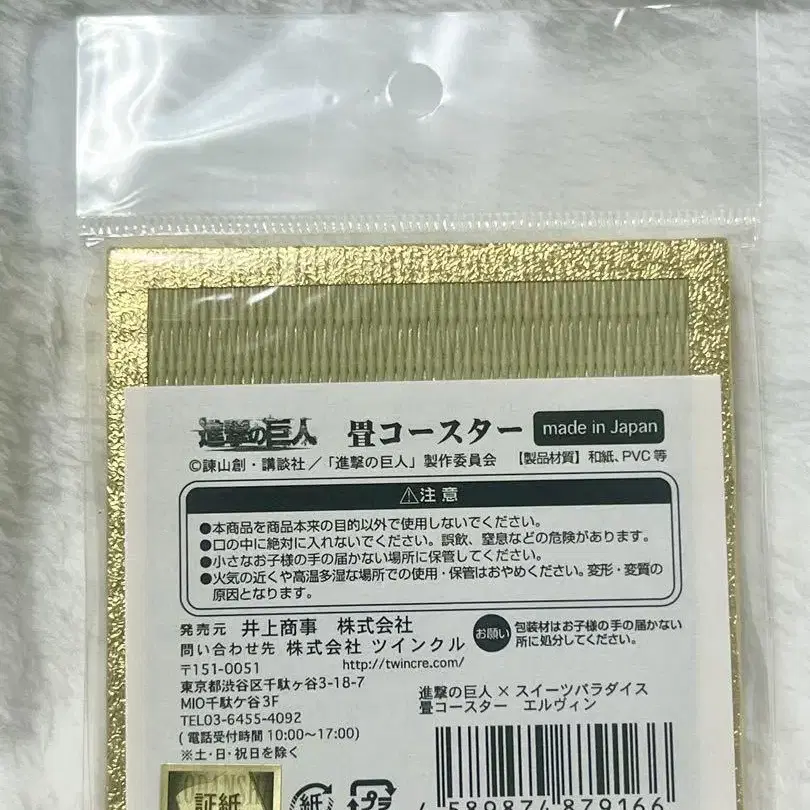 進撃の巨人 畳コースター made in Japan
©諫山創・講談社／「進撃の巨人」製作委員会 【製品材質】和紙、PVC 等
⚠注意
●本商品を商品本来の目的以外で使用しないでください。
●口の中に絶対に入れないでください。誤飲、窒息などの危険があります。
●小さなお子様の手の届かない場所に保管してください。
●火気の近くや高温多湿な場所での使用・保管はおやめください。変形・変質の
原因となります。
発売元 井上商事 株式会社
問い合わせ先 株式会社 ツインクル
http://twincre.com/
お願い 包装材はお子様の手の届かない
所に処分してください。
〒151-0051
東京都渋谷区千駄ヶ谷3-18-7
MIO千駄ケ谷3F
TEL03-6455-4092
(電話受付時間 10:00〜17:00)
※土・日・祝日を除く
進撃の巨人 × スイーツパラダイス
畳コースター エルヴィン
証紙
紙
プラ
4 589874 879166